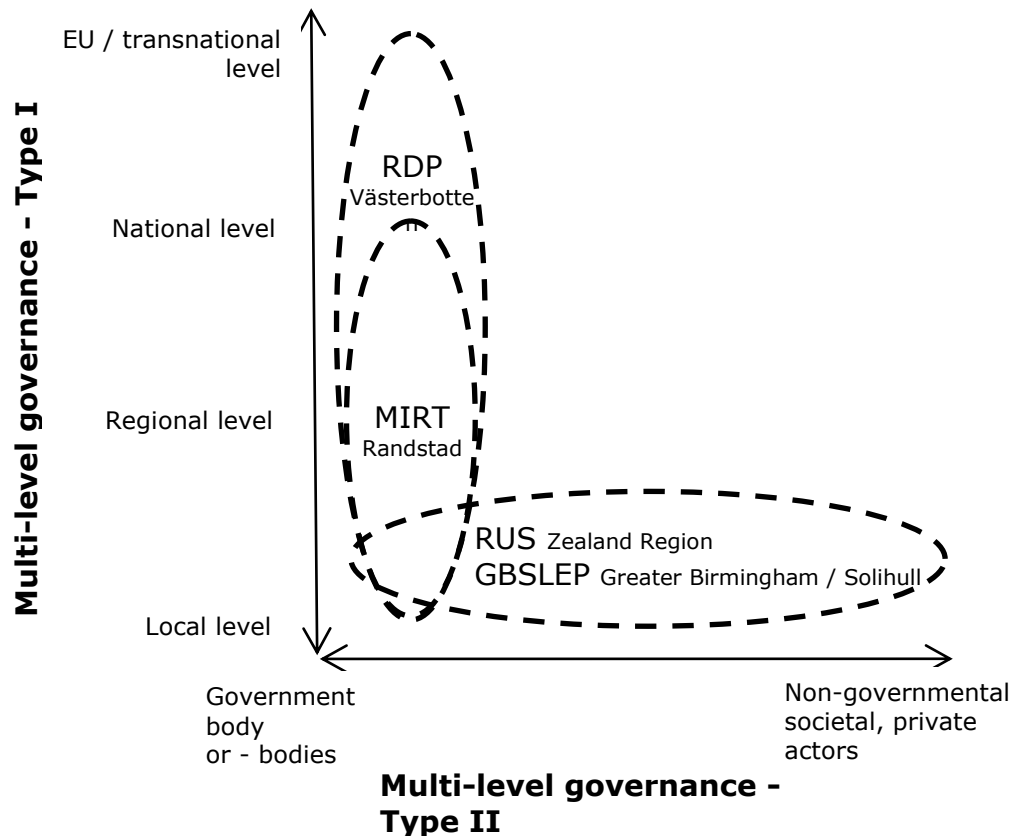 EU / transnational
level
Multi-level governance - Type I
RDP
Västerbotte
n
National level
MIRT
Randstad
Regional level
RUS Zealand Region
GBSLEP Greater Birmingham / Solihull
Local level
Government
body
or - bodies
Non-governmental
societal, private
actors
Multi-level governance -
Type II